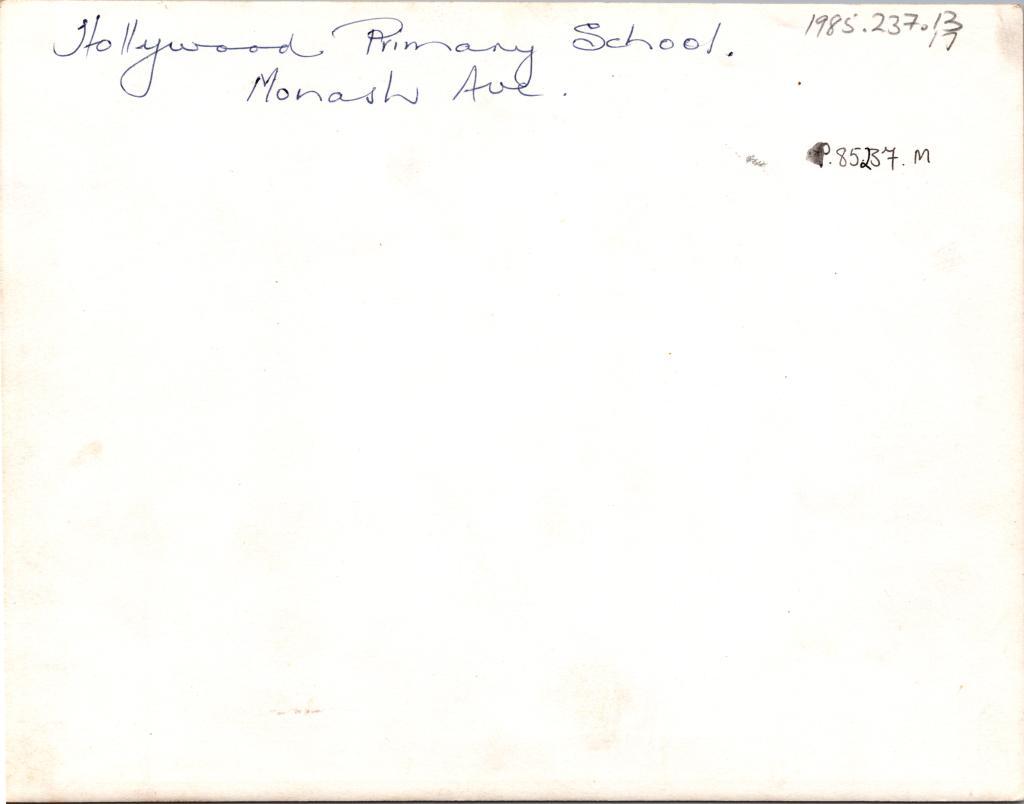 Hollywood Primary School.
Monash Ave.
1985.237.13
17
P.85237.M